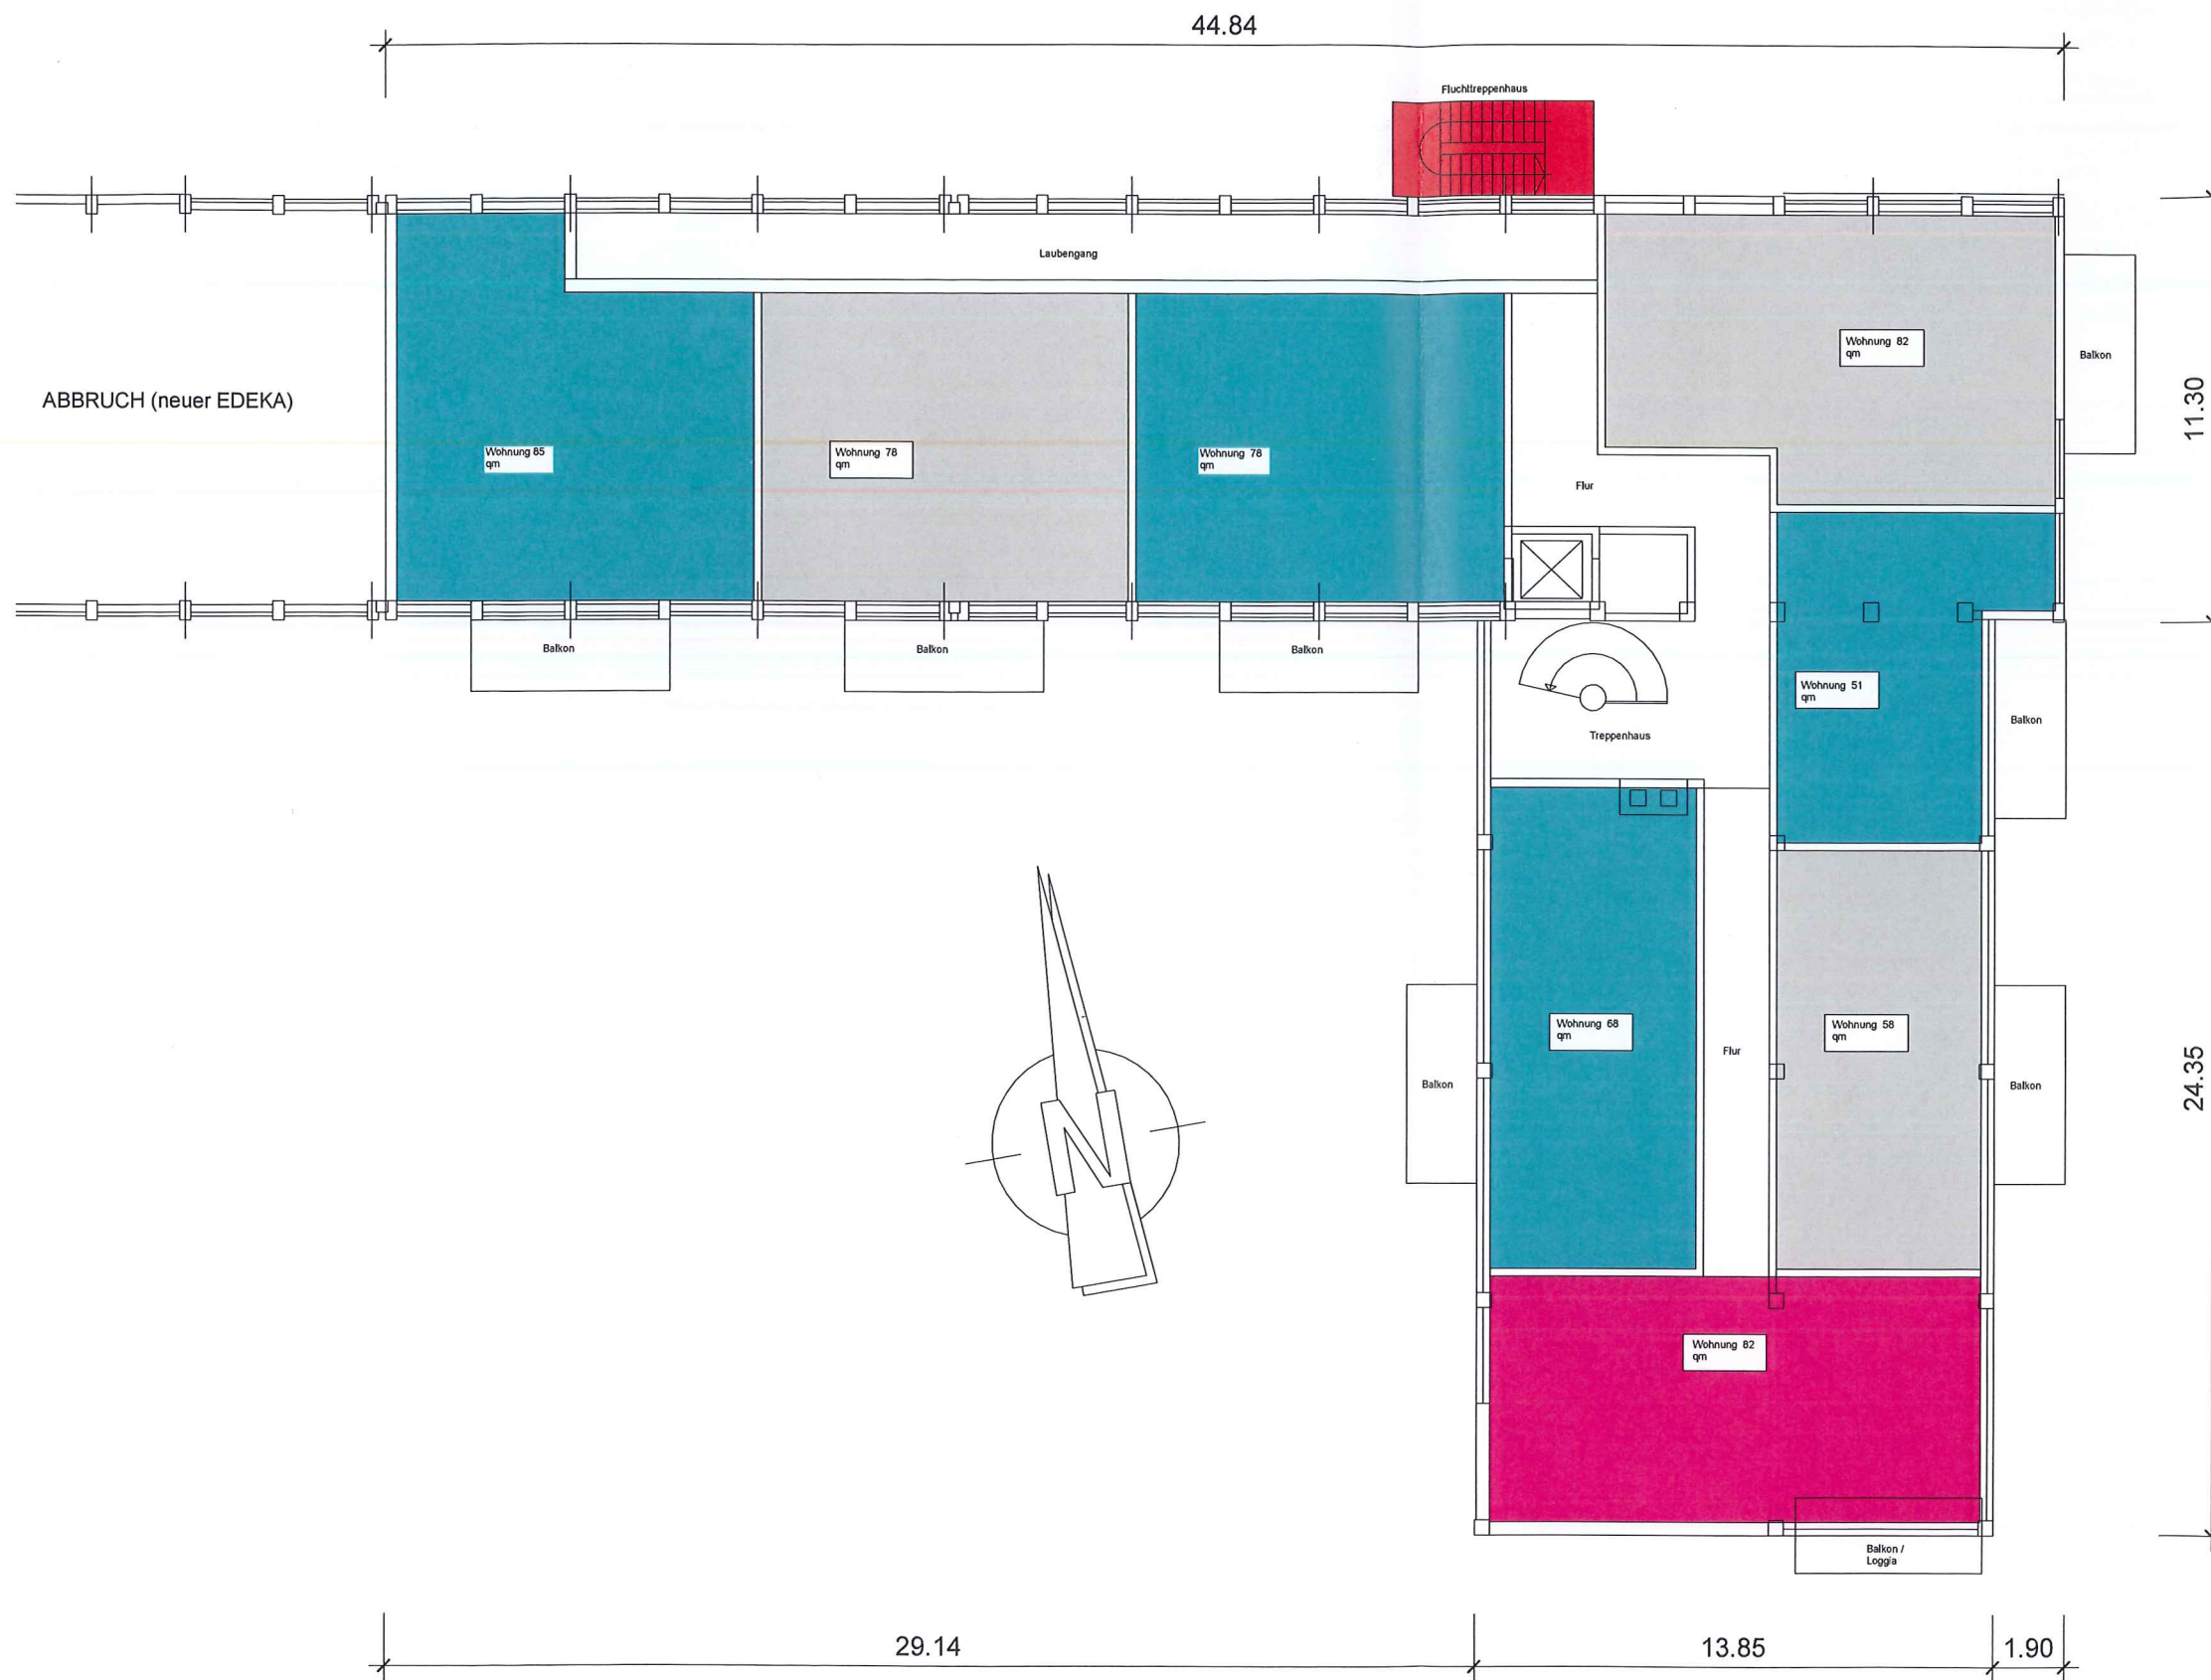 44.84
Fluchttreppenhaus
Laubengang
Wohnung 82
qm
Balkon
11.30
ABBRUCH (neuer EDEKA)
Wohnung 85
qm
Wohnung 78
qm
Wohnung 78
qm
Flur
Balkon
Balkon
Balkon
Wohnung 51
qm
Balkon
Treppenhaus
Wohnung 68
qm
Wohnung 58
qm
Flur
Balkon
Balkon
24.35
N
Wohnung 82
qm
Balkon /
Loggia
29.14
13.85
1.90